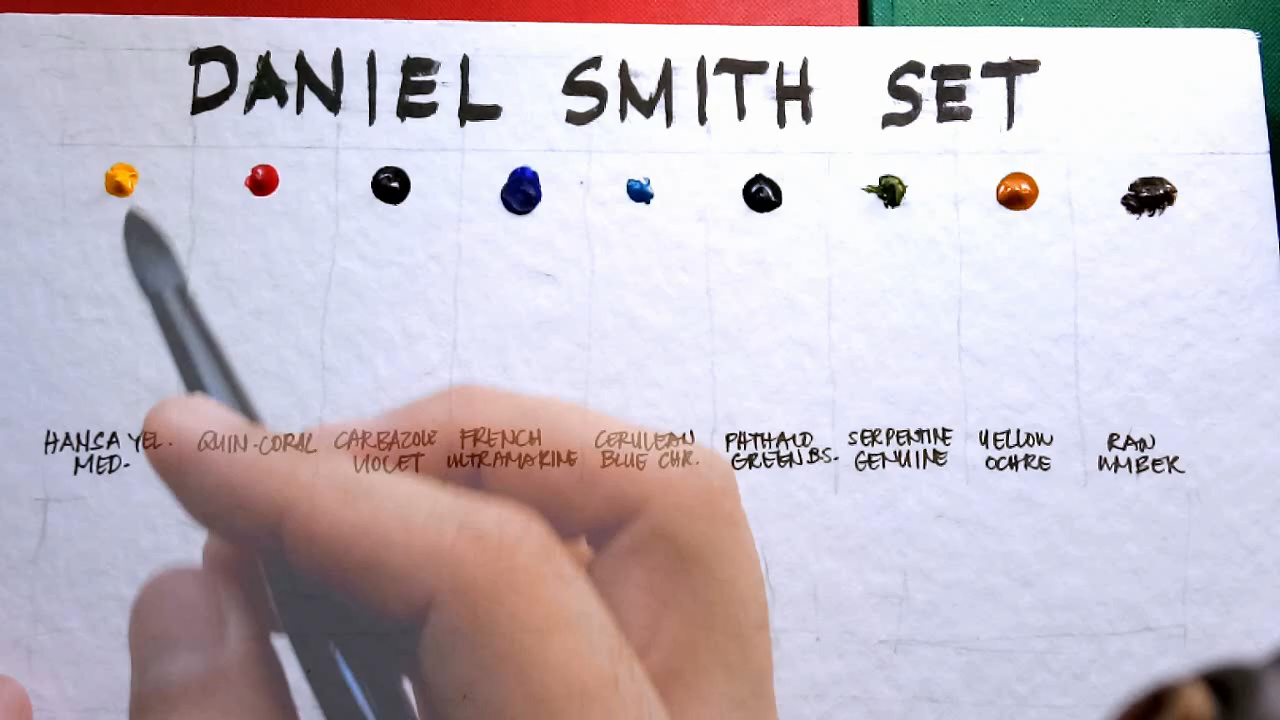 DANIEL SMITH SET
HANSA YEL. QUIN-CORAL CARBAZOLE FRENCH CERULEAN PHTHALO SERPENTINE YELLOW RAW
MED. VIOLET ULTRAMARINE BLUE CHR. GREEN BS. GENUINE OCHRE UMBER